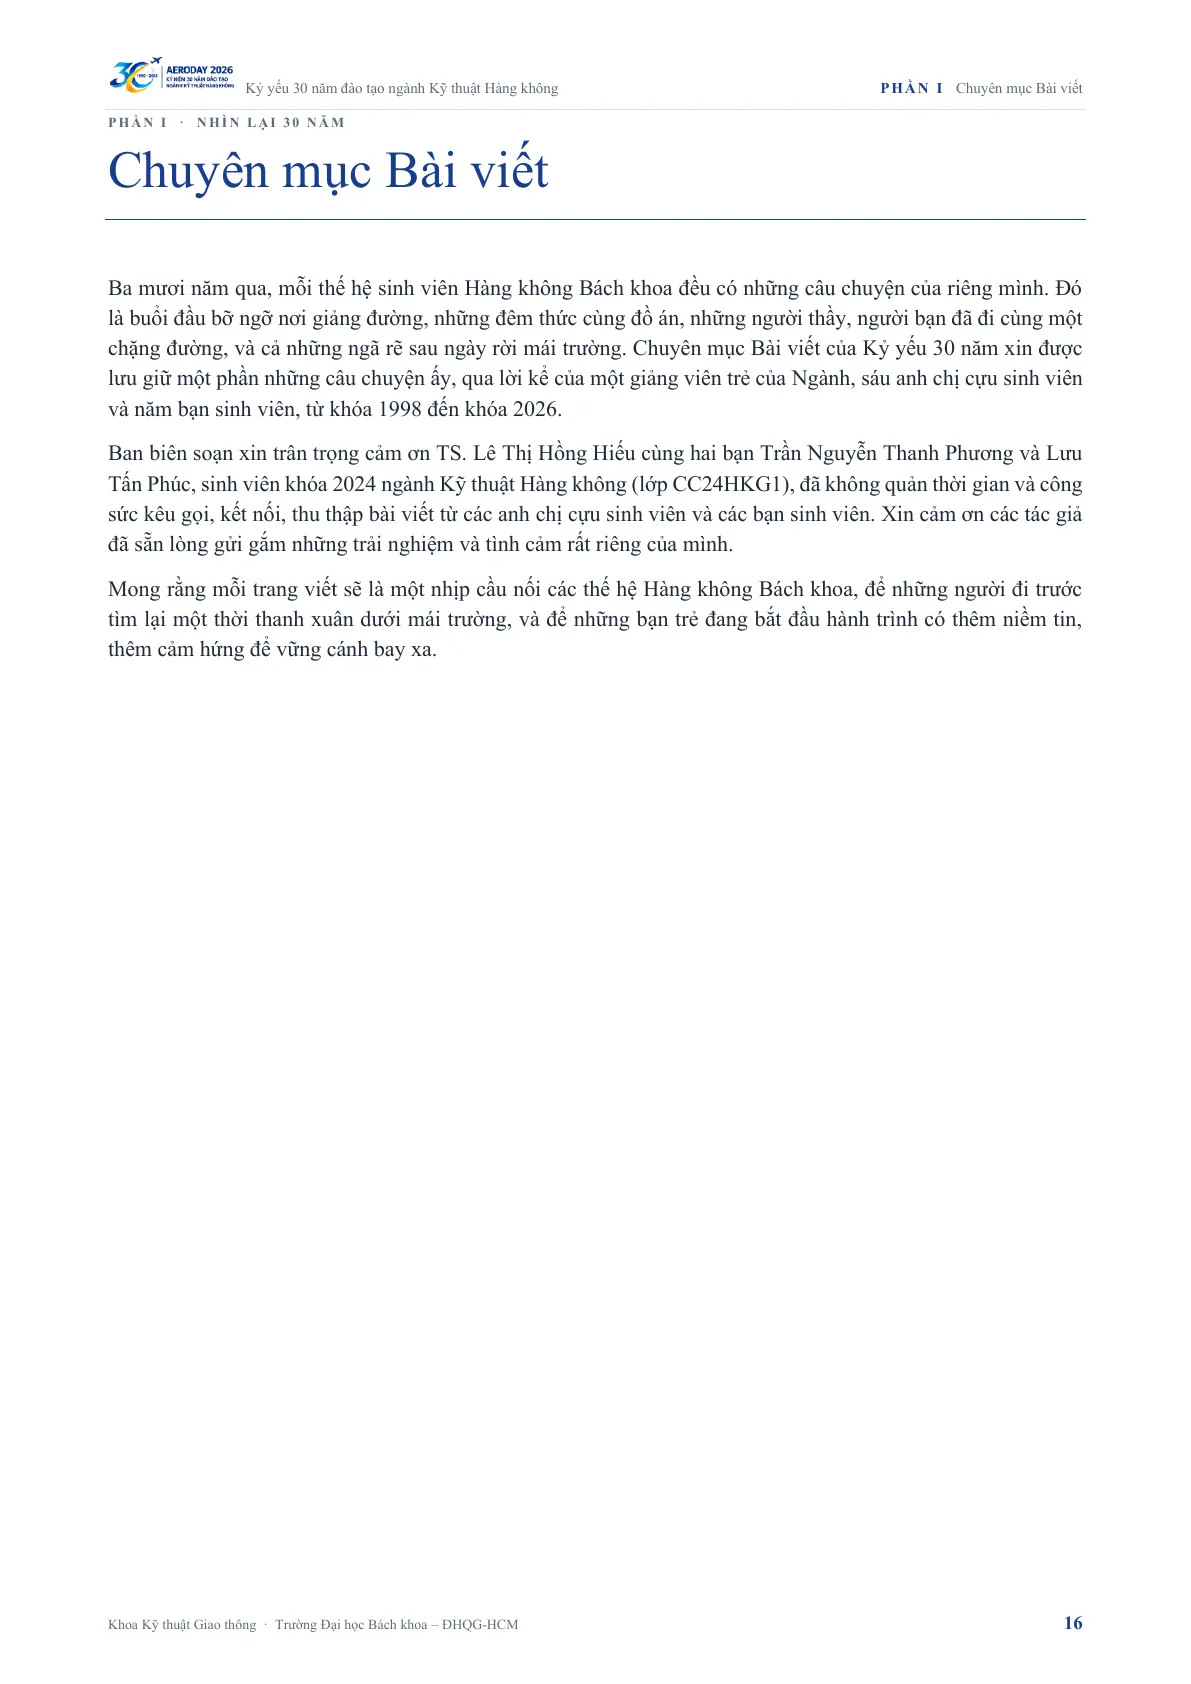 30
1996 - 2026
AERODAY 2026
KỶ NIỆM 30 NĂM ĐÀO TẠO
NGÀNH KỸ THUẬT HÀNG KHÔNG
Kỷ yếu 30 năm đào tạo ngành Kỹ thuật Hàng không
PHẦN I Chuyên mục Bài viết
PHẦN I · NHÌN LẠI 30 NĂM
Chuyên mục Bài viết
Ba mươi năm qua, mỗi thế hệ sinh viên Hàng không Bách khoa đều có những câu chuyện của riêng mình. Đó
là buổi đầu bỡ ngỡ nơi giảng đường, những đêm thức cùng đồ án, những người thầy, người bạn đã đi cùng một
chặng đường, và cả những ngã rẽ sau ngày rời mái trường. Chuyên mục Bài viết của Kỷ yếu 30 năm xin được
lưu giữ một phần những câu chuyện ấy, qua lời kể của một giảng viên trẻ của Ngành, sáu anh chị cựu sinh viên
và năm bạn sinh viên, từ khóa 1998 đến khóa 2026.
Ban biên soạn xin trân trọng cảm ơn TS. Lê Thị Hồng Hiếu cùng hai bạn Trần Nguyễn Thanh Phương và Lưu
Tấn Phúc, sinh viên khóa 2024 ngành Kỹ thuật Hàng không (lớp CC24HKG1), đã không quản thời gian và công
sức kêu gọi, kết nối, thu thập bài viết từ các anh chị cựu sinh viên và các bạn sinh viên. Xin cảm ơn các tác giả
đã sẵn lòng gửi gắm những trải nghiệm và tình cảm rất riêng của mình.
Mong rằng mỗi trang viết sẽ là một nhịp cầu nối các thế hệ Hàng không Bách khoa, để những người đi trước
tìm lại một thời thanh xuân dưới mái trường, và để những bạn trẻ đang bắt đầu hành trình có thêm niềm tin,
thêm cảm hứng để vững cánh bay xa.
Khoa Kỹ thuật Giao thông · Trường Đại học Bách khoa – ĐHQG-HCM
16